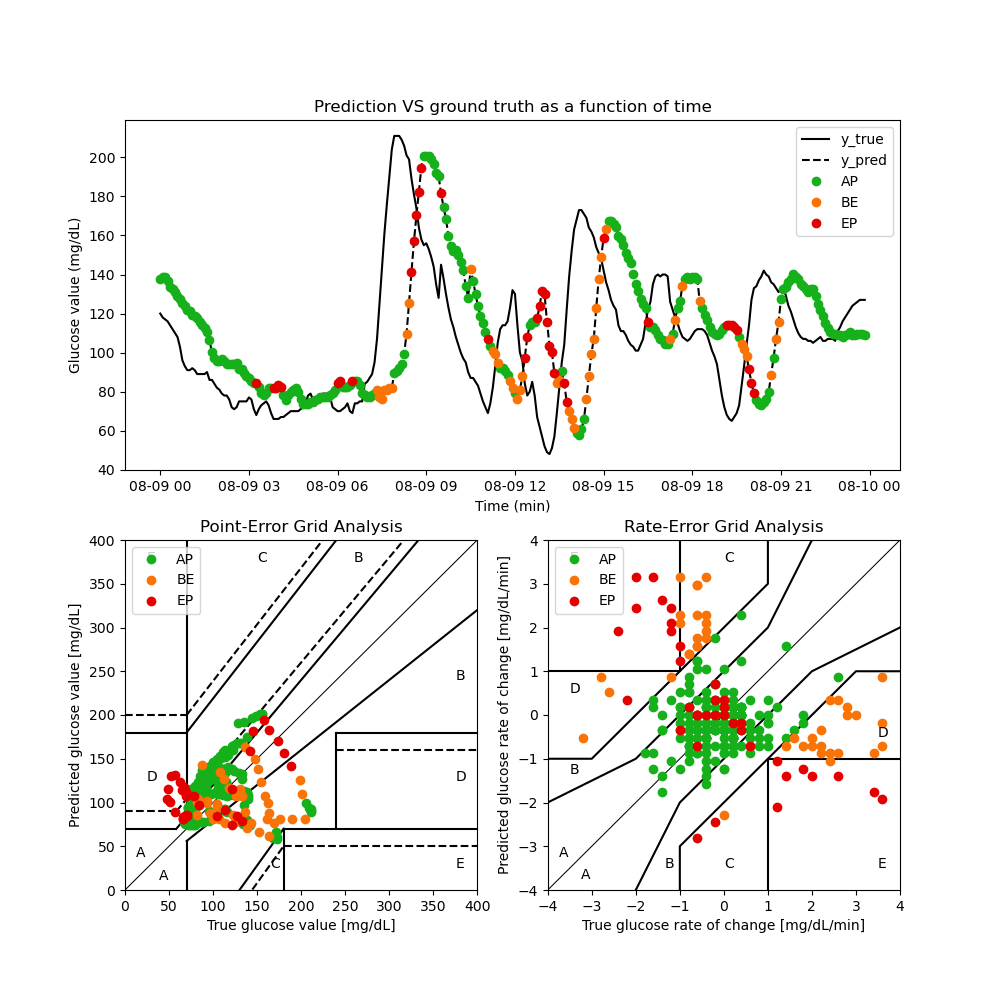 Prediction VS ground truth as a function of time
Glucose value (mg/dL)
200
180
160
140
120
100
80
60
40
y_true
y_pred
AP
BE
EP
08-09 00 08-09 03 08-09 06 08-09 09 08-09 12 08-09 15 08-09 18 08-09 21 08-10 00
Time (min)
Point-Error Grid Analysis
Predicted glucose value [mg/dL]
400
350
300
250
200
150
100
50
0
AP
BE
EP
C
B
B
D
D
A
A
C
E
0 50 100 150 200 250 300 350 400
True glucose value [mg/dL]
Rate-Error Grid Analysis
Predicted glucose rate of change [mg/dL/min]
4
3
2
1
0
−1
−2
−3
−4
AP
BE
EP
C
D
D
B
A
A
B
C
E
−4 −3 −2 −1 0 1 2 3 4
True glucose rate of change [mg/dL/min]